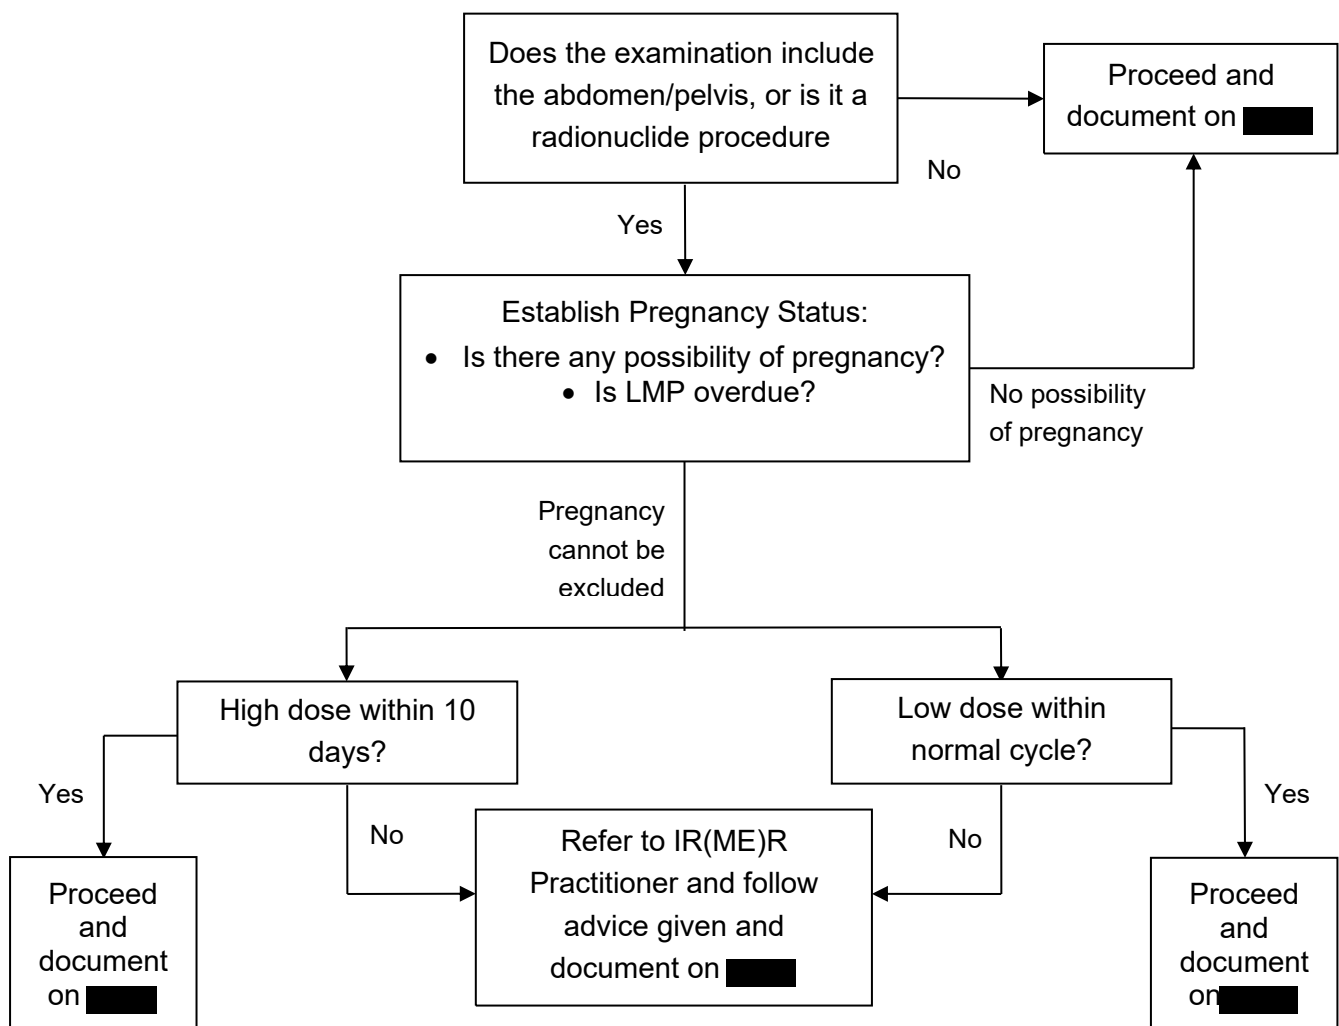 Does the examination include
the abdomen/pelvis, or is it a
radionuclide procedure
Proceed and
document on
No
Yes
Establish Pregnancy Status:
• Is there any possibility of pregnancy?
• Is LMP overdue?
No possibility
of pregnancy
Pregnancy
cannot be
excluded
High dose within 10
days?
Low dose within
normal cycle?
Yes
No
Refer to IR(ME)R
Practitioner and follow
advice given and
document on
No
Yes
Proceed
and
document
on
Proceed
and
document
on